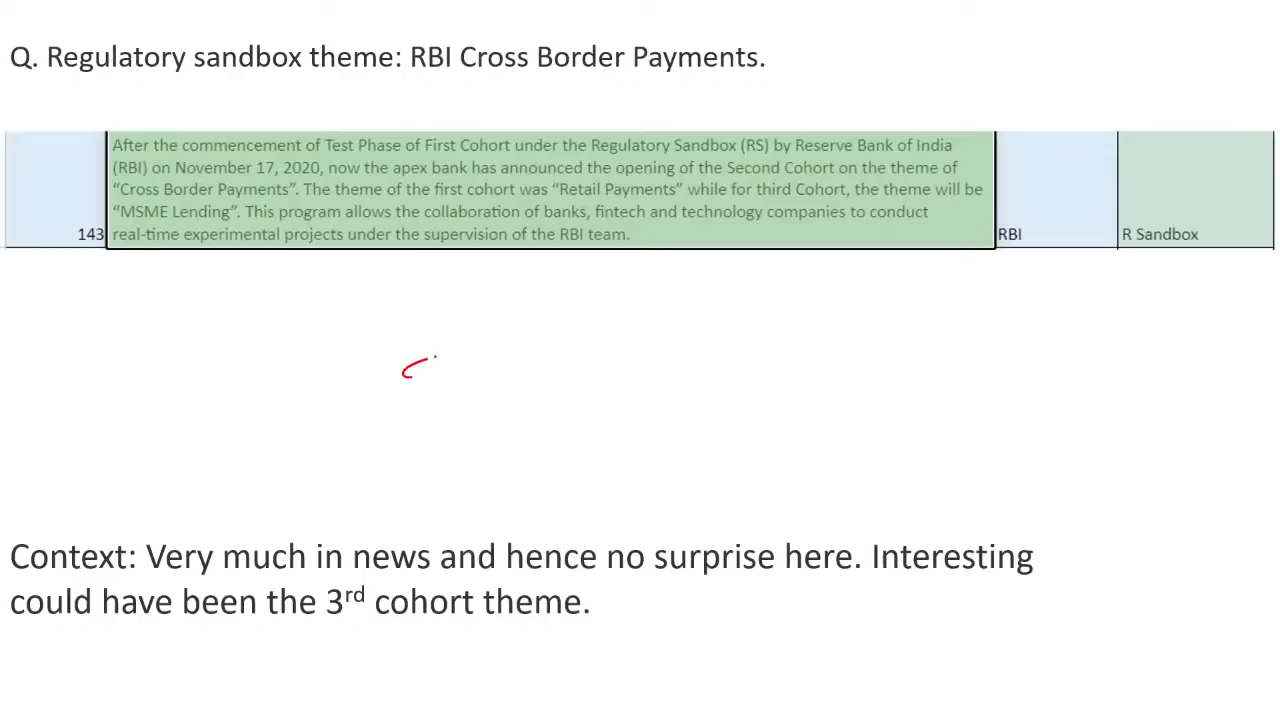 Q. Regulatory sandbox theme: RBI Cross Border Payments.
After the commencement of Test Phase of First Cohort under the Regulatory Sandbox (RS) by Reserve Bank of India
(RBI) on November 17, 2020, now the apex bank has announced the opening of the Second Cohort on the theme of
“Cross Border Payments”. The theme of the first cohort was “Retail Payments” while for third Cohort, the theme will be
“MSME Lending”. This program allows the collaboration of banks, fintech and technology companies to conduct
143 real-time experimental projects under the supervision of the RBI team. RBI R Sandbox
Context: Very much in news and hence no surprise here. Interesting
could have been the 3rd cohort theme.